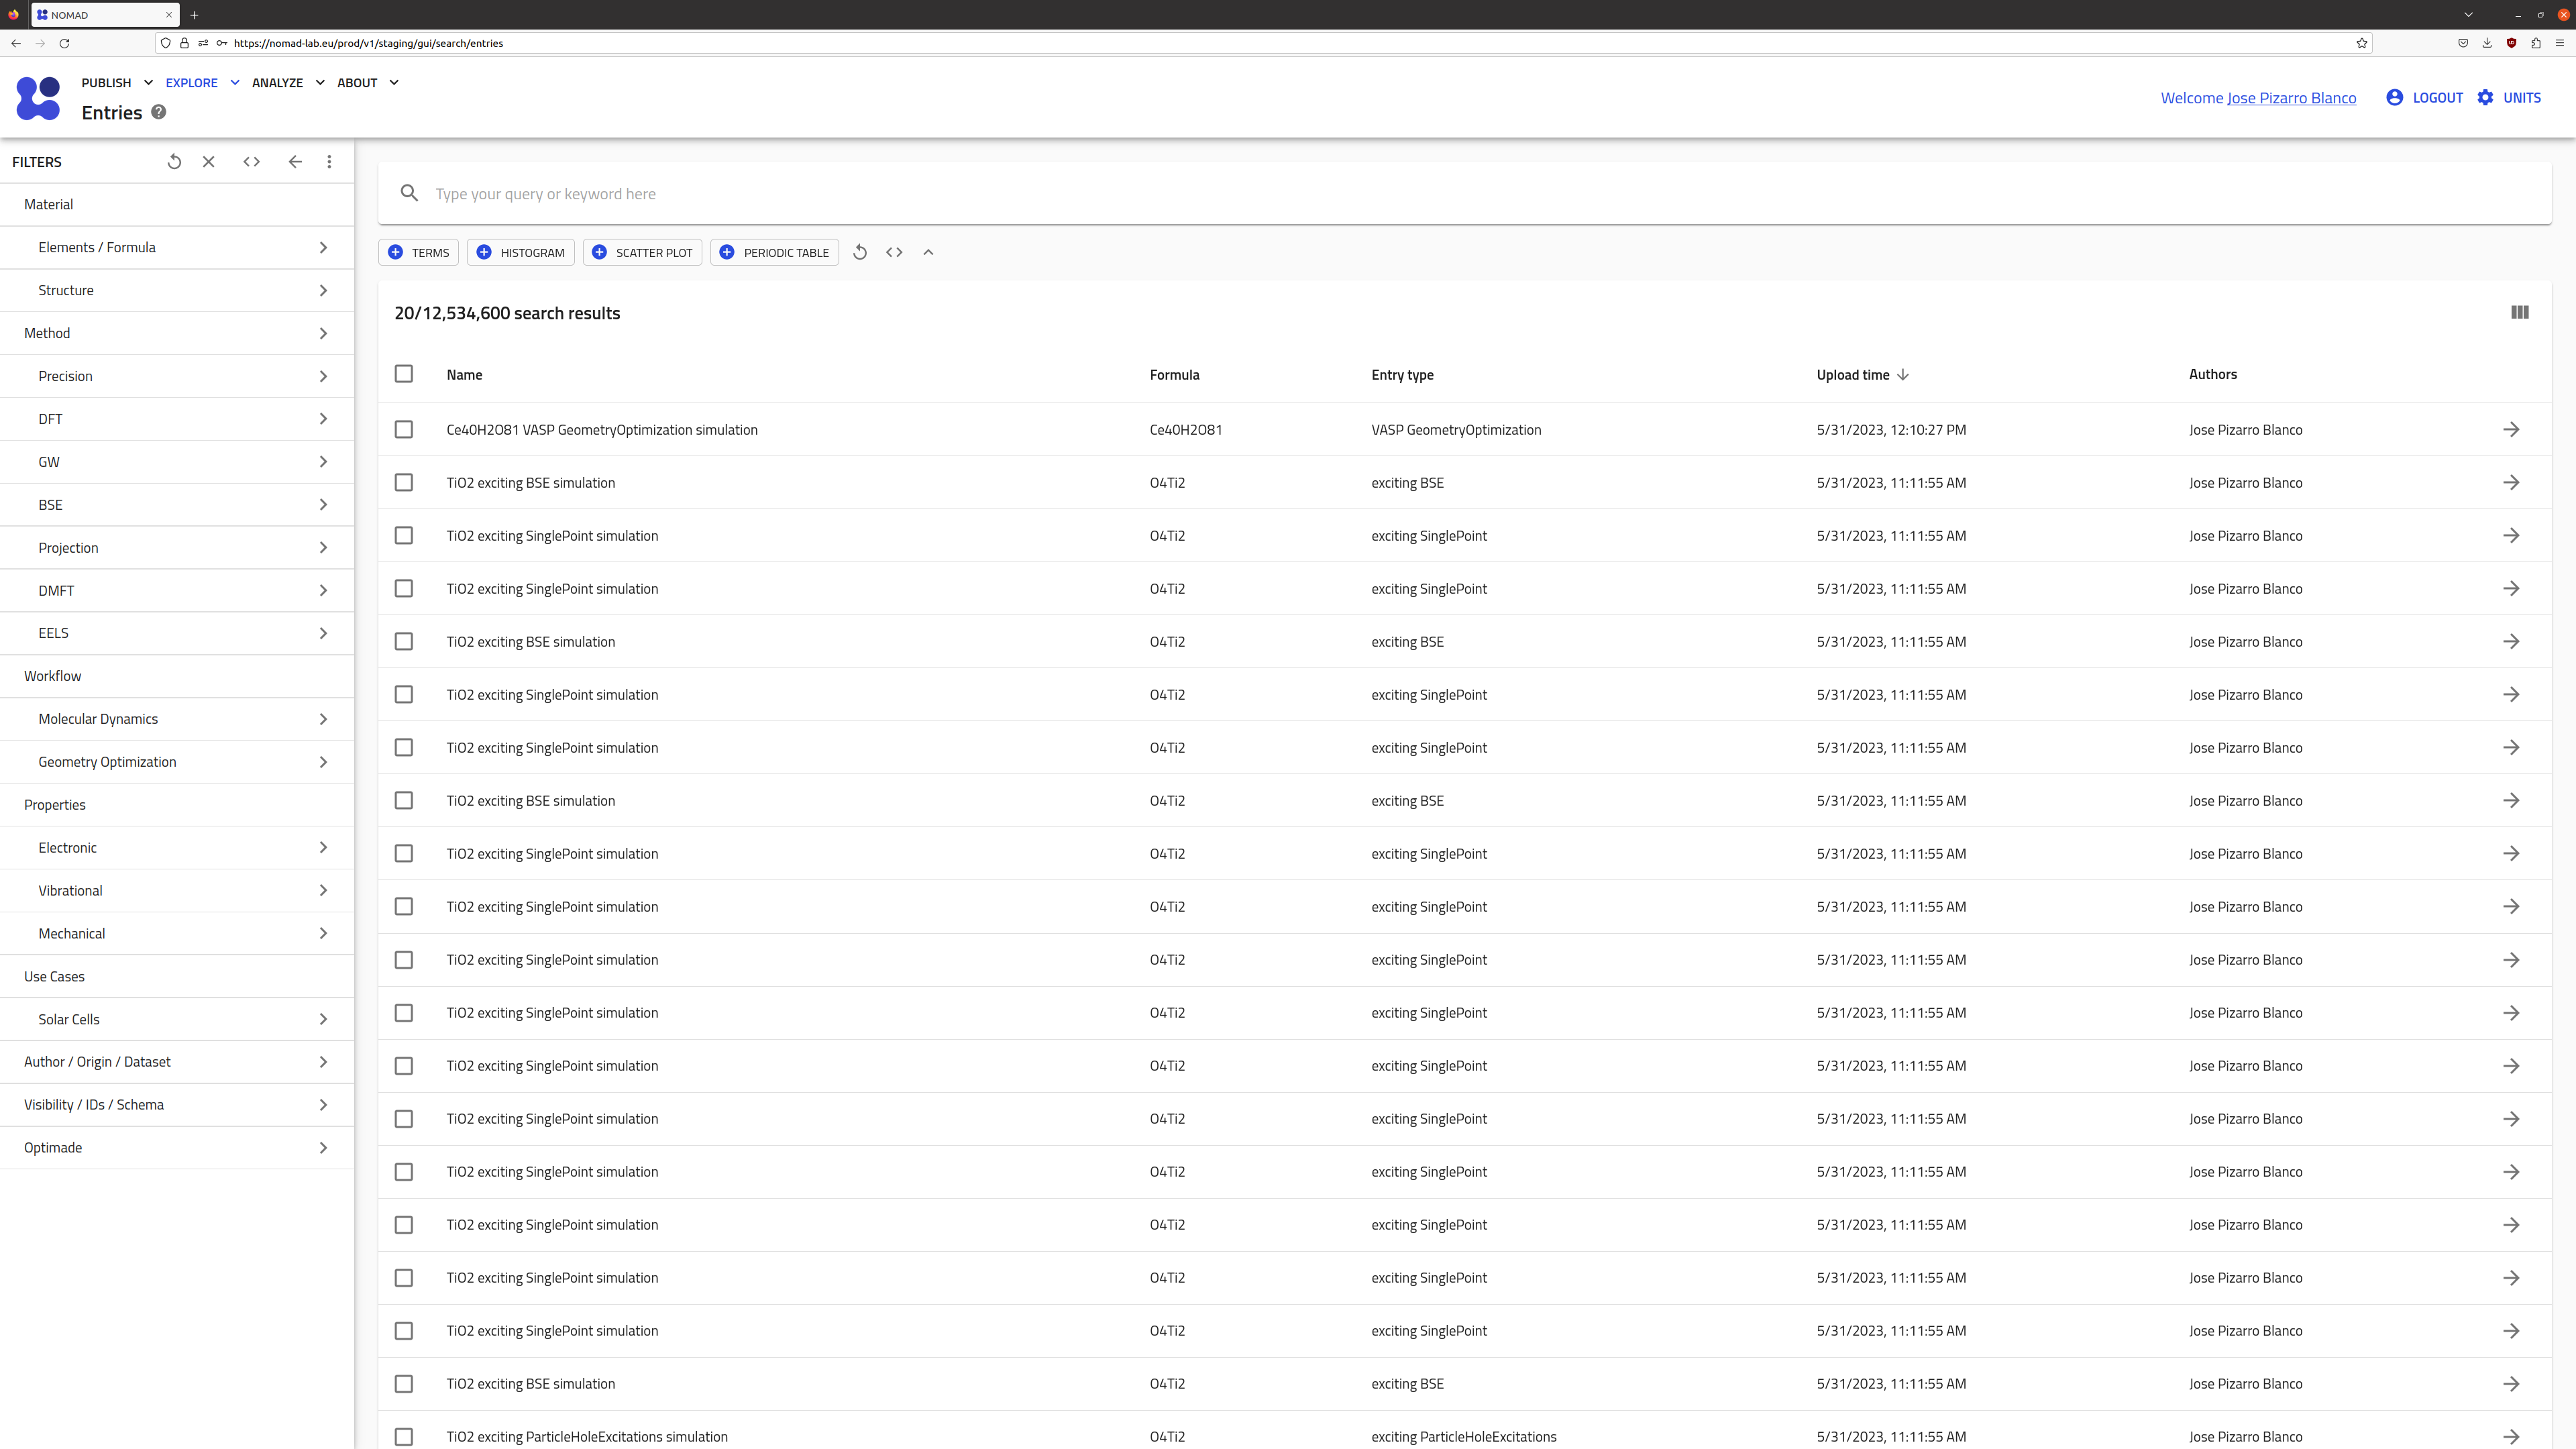 NOMAD
https://nomad-lab.eu/prod/v1/staging/gui/search/entries
PUBLISH EXPLORE ANALYZE ABOUT
Entries ?
Welcome Jose Pizarro Blanco LOGOUT UNITS
FILTERS
Material
Elements / Formula
Structure
Method
Precision
DFT
GW
BSE
Projection
DMFT
EELS
Workflow
Molecular Dynamics
Geometry Optimization
Properties
Electronic
Vibrational
Mechanical
Use Cases
Solar Cells
Author / Origin / Dataset
Visibility / IDs / Schema
Optimade
Type your query or keyword here
TERMS HISTOGRAM SCATTER PLOT PERIODIC TABLE
20/12,534,600 search results
Name Formula Entry type Upload time Authors
Ce40H2O81 VASP GeometryOptimization simulation Ce40H2O81 VASP GeometryOptimization 5/31/2023, 12:10:27 PM Jose Pizarro Blanco
TiO2 exciting BSE simulation O4Ti2 exciting BSE 5/31/2023, 11:11:55 AM Jose Pizarro Blanco
TiO2 exciting SinglePoint simulation O4Ti2 exciting SinglePoint 5/31/2023, 11:11:55 AM Jose Pizarro Blanco
TiO2 exciting SinglePoint simulation O4Ti2 exciting SinglePoint 5/31/2023, 11:11:55 AM Jose Pizarro Blanco
TiO2 exciting BSE simulation O4Ti2 exciting BSE 5/31/2023, 11:11:55 AM Jose Pizarro Blanco
TiO2 exciting SinglePoint simulation O4Ti2 exciting SinglePoint 5/31/2023, 11:11:55 AM Jose Pizarro Blanco
TiO2 exciting SinglePoint simulation O4Ti2 exciting SinglePoint 5/31/2023, 11:11:55 AM Jose Pizarro Blanco
TiO2 exciting BSE simulation O4Ti2 exciting BSE 5/31/2023, 11:11:55 AM Jose Pizarro Blanco
TiO2 exciting SinglePoint simulation O4Ti2 exciting SinglePoint 5/31/2023, 11:11:55 AM Jose Pizarro Blanco
TiO2 exciting SinglePoint simulation O4Ti2 exciting SinglePoint 5/31/2023, 11:11:55 AM Jose Pizarro Blanco
TiO2 exciting SinglePoint simulation O4Ti2 exciting SinglePoint 5/31/2023, 11:11:55 AM Jose Pizarro Blanco
TiO2 exciting SinglePoint simulation O4Ti2 exciting SinglePoint 5/31/2023, 11:11:55 AM Jose Pizarro Blanco
TiO2 exciting SinglePoint simulation O4Ti2 exciting SinglePoint 5/31/2023, 11:11:55 AM Jose Pizarro Blanco
TiO2 exciting SinglePoint simulation O4Ti2 exciting SinglePoint 5/31/2023, 11:11:55 AM Jose Pizarro Blanco
TiO2 exciting SinglePoint simulation O4Ti2 exciting SinglePoint 5/31/2023, 11:11:55 AM Jose Pizarro Blanco
TiO2 exciting SinglePoint simulation O4Ti2 exciting SinglePoint 5/31/2023, 11:11:55 AM Jose Pizarro Blanco
TiO2 exciting SinglePoint simulation O4Ti2 exciting SinglePoint 5/31/2023, 11:11:55 AM Jose Pizarro Blanco
TiO2 exciting SinglePoint simulation O4Ti2 exciting SinglePoint 5/31/2023, 11:11:55 AM Jose Pizarro Blanco
TiO2 exciting BSE simulation O4Ti2 exciting BSE 5/31/2023, 11:11:55 AM Jose Pizarro Blanco
TiO2 exciting ParticleHoleExcitations simulation O4Ti2 exciting ParticleHoleExcitations 5/31/2023, 11:11:55 AM Jose Pizarro Blanco